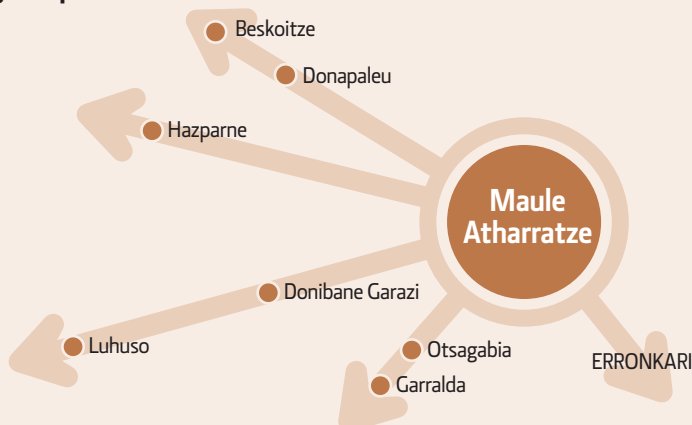 Beskoitze
Donapaleu
Hazparne
Maule
Atharratze
Donibane Garazi
Luhuso
Otsagabia
ERRONKARI
Garralda